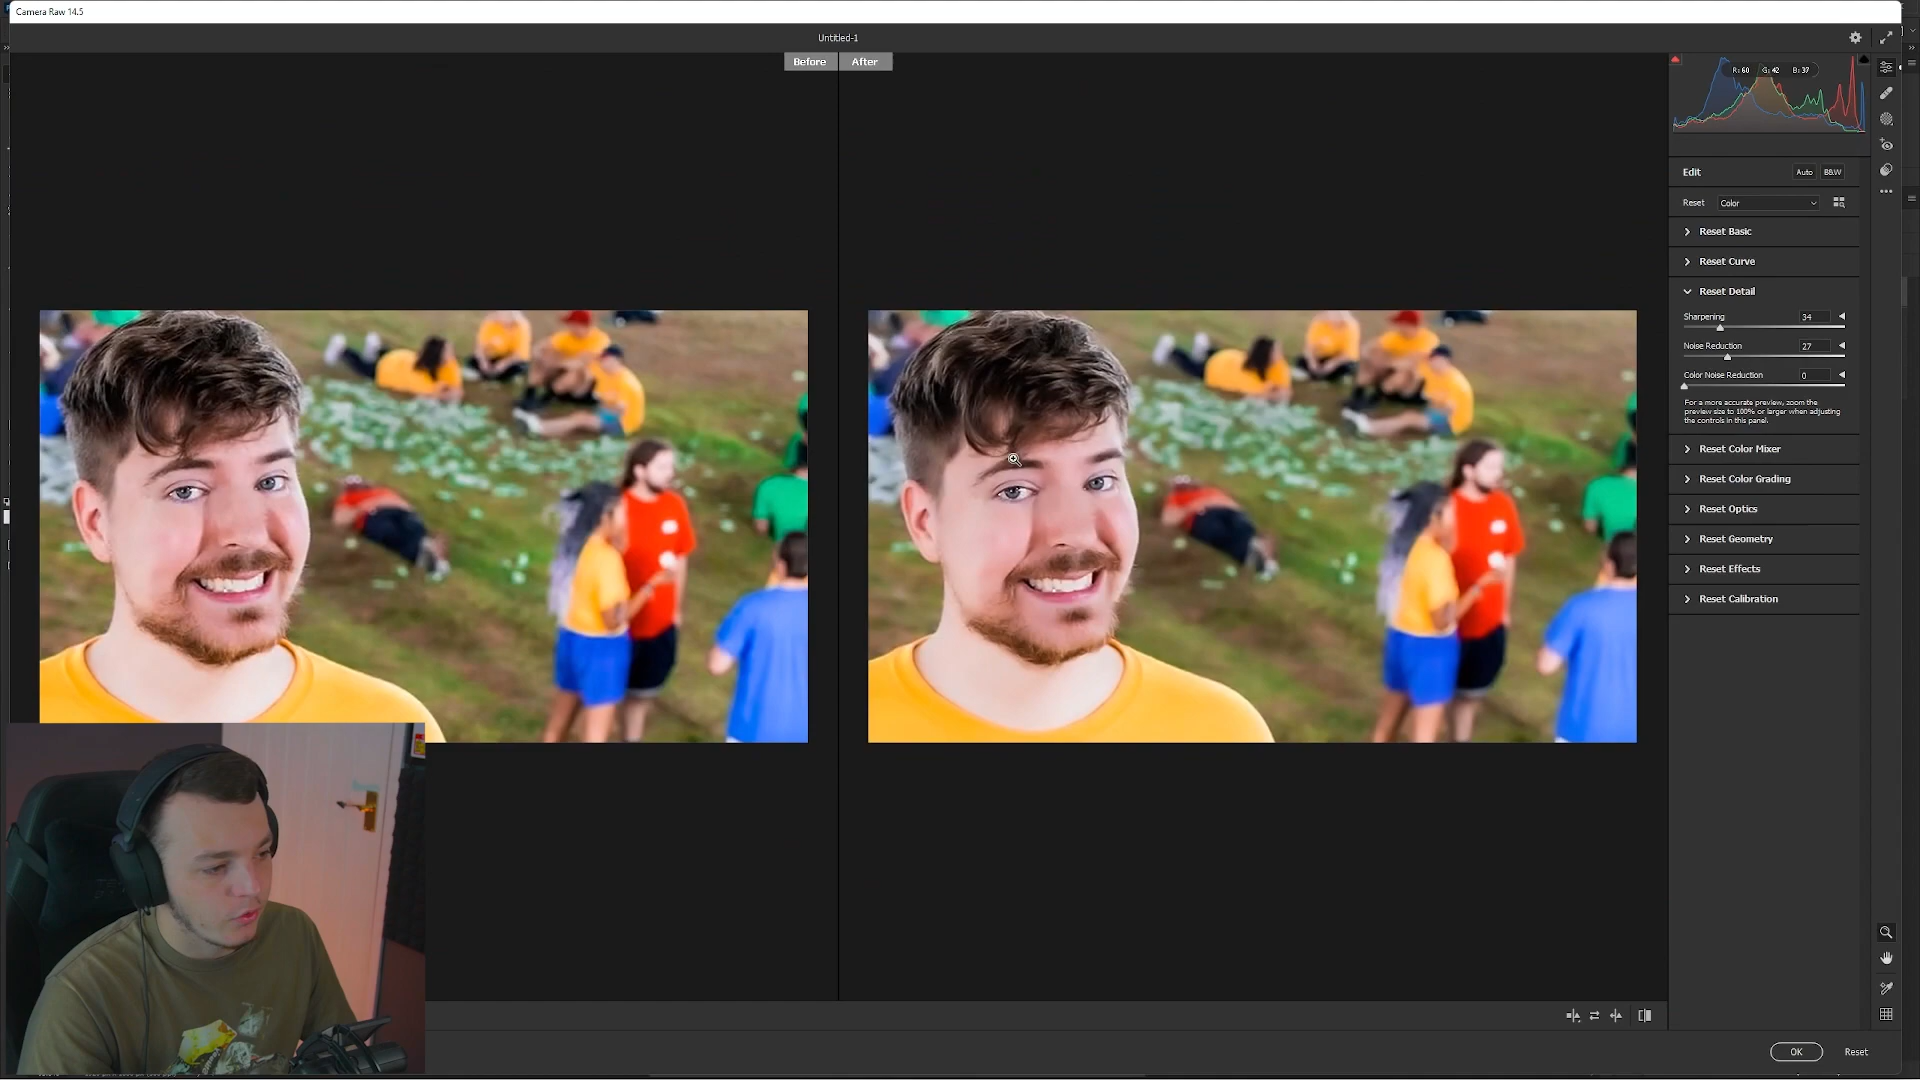 Camera Raw 14.5
Untitled-1
Before
After
R: 60 G: 42 B: 37
Edit
Auto
B&W
Reset
Color
Reset Basic
Reset Curve
Reset Detail
Sharpening
34
Noise Reduction
27
Color Noise Reduction
0
For a more accurate preview, zoom the
preview size to 100% or larger when adjusting
the controls in this panel.
Reset Color Mixer
Reset Color Grading
Reset Optics
Reset Geometry
Reset Effects
Reset Calibration
OK
Reset